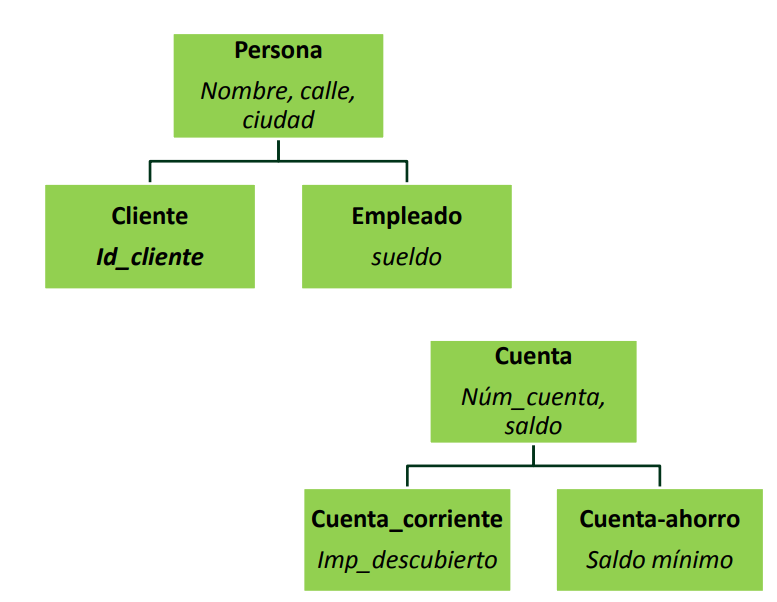 Persona
Nombre, calle,
ciudad
Cliente
Id_cliente
Empleado
sueldo
Cuenta
Núm_cuenta,
saldo
Cuenta_corriente
Imp_descubierto
Cuenta-ahorro
Saldo mínimo